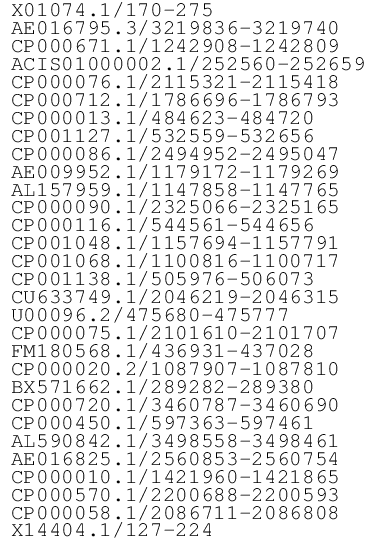 X01074.1/170-275
AE016795.3/3219836-3219740
CP000671.1/1242908-1242809
ACIS01000002.1/252560-252659
CP000076.1/2115321-2115418
CP000712.1/1786696-1786793
CP000013.1/484623-484720
CP001127.1/532559-532656
CP000086.1/2494952-2495047
AE009952.1/1179172-1179269
AL157959.1/1147858-1147765
CP000090.1/2325066-2325165
CP000116.1/544561-544656
CP001048.1/1157694-1157791
CP001068.1/1100816-1100717
CP001138.1/505976-506073
CU633749.1/2046219-2046315
U00096.2/475680-475777
CP000075.1/2101610-2101707
FM180568.1/436931-437028
CP000020.2/1087907-1087810
BX571662.1/289282-289380
CP000720.1/3460787-3460690
CP000450.1/597363-597461
AL590842.1/3498558-3498461
AE016825.1/2560853-2560754
CP000010.1/1421960-1421865
CP000570.1/2200688-2200593
CP000058.1/2086711-2086808
X14404.1/127-224